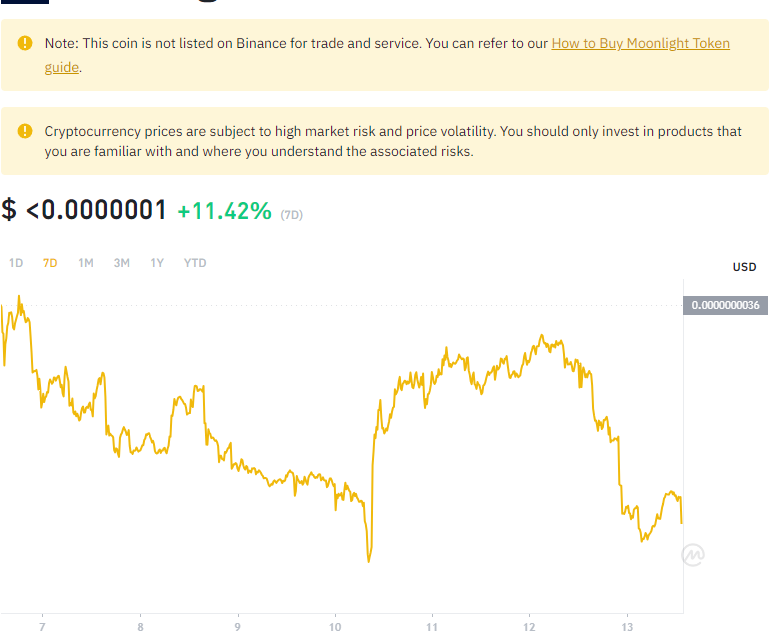 Note: This coin is not listed on Binance for trade and service. You can refer to our How to Buy Moonlight Token
guide.
Cryptocurrency prices are subject to high market risk and price volatility. You should only invest in products that
you are familiar with and where you understand the associated risks.
$ <0.0000001 +11.42% (7D)
1D 7D 1M 3M 1Y YTD
USD
0.0000000036
7 8 9 10 11 12 13